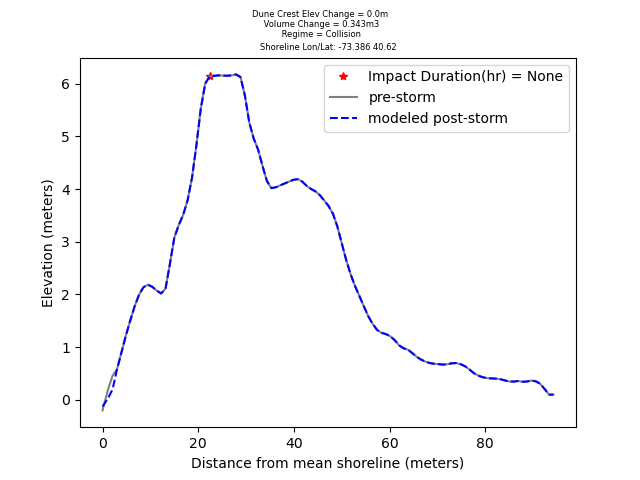 Dune Crest Elev Change = 0.0m
Volume Change = 0.343m3
Regime = Collision
Shoreline Lon/Lat: -73.386 40.62
Impact Duration(hr) = None
pre-storm
modeled post-storm
Elevation (meters)
6
5
4
3
2
1
0
0 20 40 60 80
Distance from mean shoreline (meters)